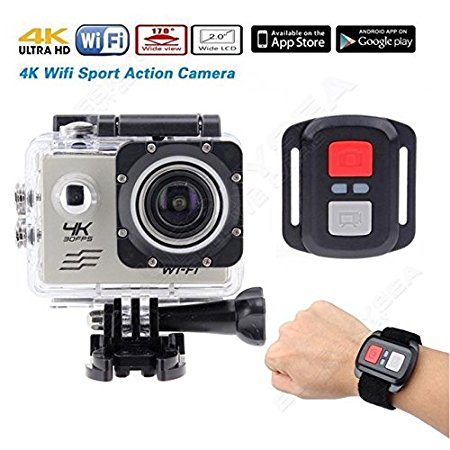 4K
ULTRA HD
WiFi
170°
Wide view
2.0"
Wide LCD
Available on the
App Store
ANDROID APP ON
Google play
4K Wifi Sport Action Camera
4K
30FPS
WI-FI